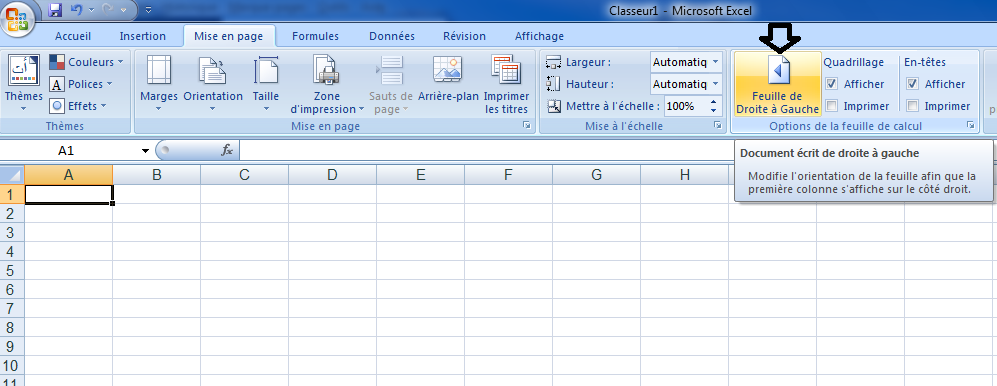 Classeur1 - Microsoft Excel
Accueil Insertion Mise en page Formules Données Révision Affichage
Thèmes
Couleurs
Polices
Effets
Thèmes
Marges
Orientation
Taille
Zone
d'impression
Sauts de
page
Arrière-plan
Imprimer
les titres
Mise en page
Largeur : Automatiq
Hauteur : Automatiq
Mettre à l'échelle : 100%
Mise à l'échelle
Feuille de
Droite à Gauche
Quadrillage
Afficher
Imprimer
En-têtes
Afficher
Imprimer
Options de la feuille de calcul
A1 fx
Document écrit de droite à gauche
Modifie l'orientation de la feuille afin que la
première colonne s'affiche sur le côté droit.
A B C D E F G H
1
2
3
4
5
6
7
8
9
10
11